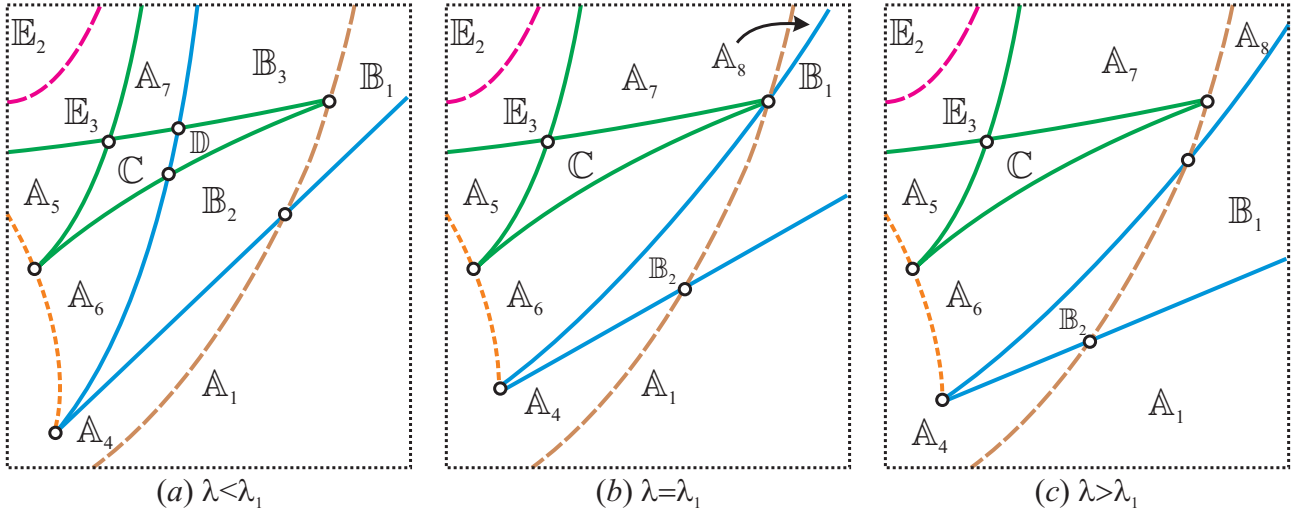 𝔼₂
𝔸₇
𝔹₃
𝔹₁
𝔼₃
𝔻
ℂ
𝔸₅
𝔹₂
𝔸₆
𝔸₁
𝔸₄
(a) λ<λ₁
𝔼₂
𝔸₈
𝔸₇
𝔹₁
𝔼₃
ℂ
𝔸₅
𝔹₂
𝔸₆
𝔸₁
𝔸₄
(b) λ=λ₁
𝔼₂
𝔸₈
𝔸₇
𝔼₃
ℂ
𝔸₅
𝔹₁
𝔸₆
𝔹₂
𝔸₁
𝔸₄
(c) λ>λ₁